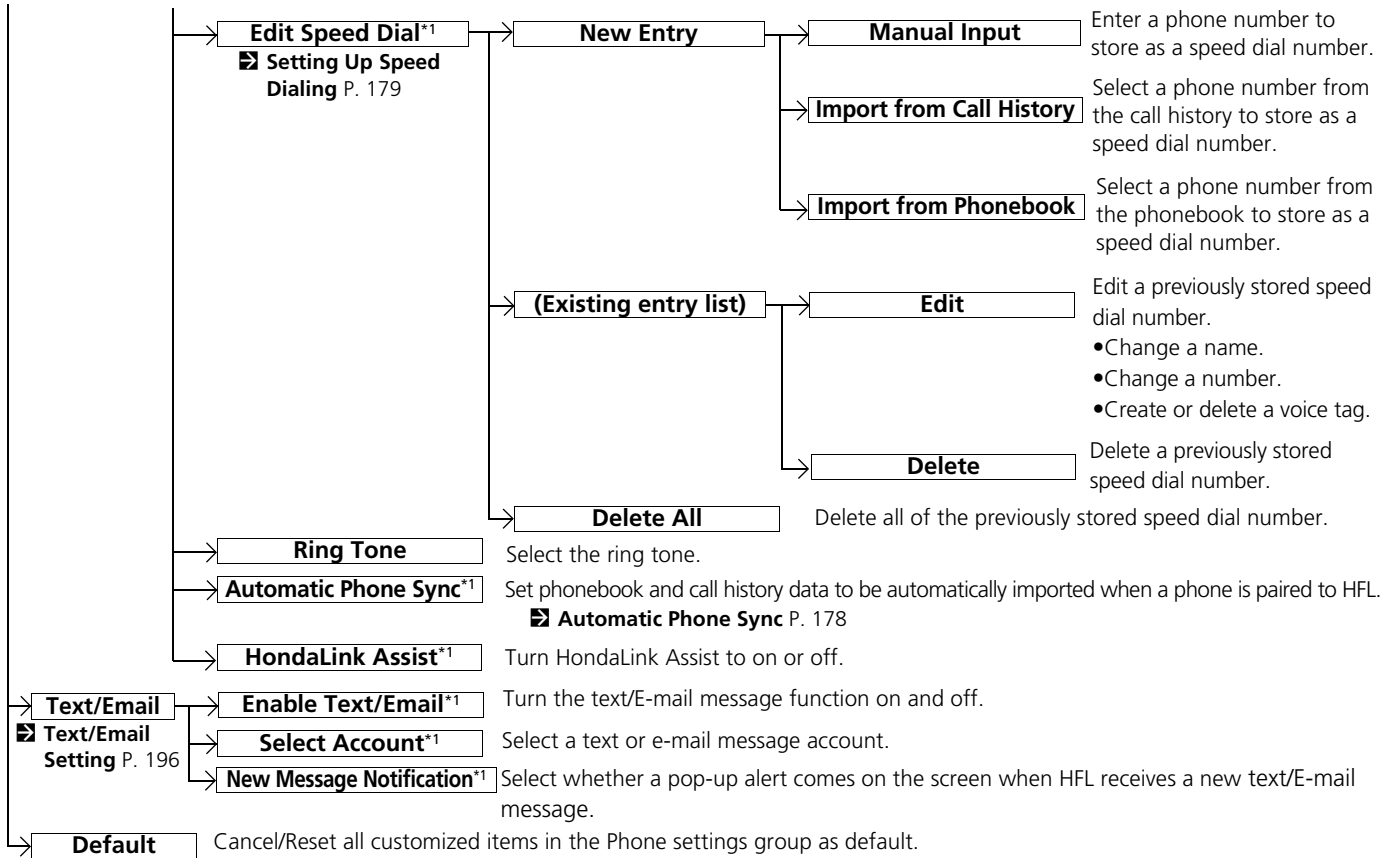 Edit Speed Dial*1
➔ Setting Up Speed
Dialing P. 179
New Entry
Manual Input
Enter a phone number to
store as a speed dial number.
Import from Call History
Select a phone number from
the call history to store as a
speed dial number.
Import from Phonebook
Select a phone number from
the phonebook to store as a
speed dial number.
(Existing entry list)
Edit
Edit a previously stored speed
dial number.
•Change a name.
•Change a number.
•Create or delete a voice tag.
Delete
Delete a previously stored
speed dial number.
Delete All
Delete all of the previously stored speed dial number.
Ring Tone
Select the ring tone.
Automatic Phone Sync*1
Set phonebook and call history data to be automatically imported when a phone is paired to HFL.
➔ Automatic Phone Sync P. 178
HondaLink Assist*1
Turn HondaLink Assist to on or off.
Text/Email
➔ Text/Email
Setting P. 196
Enable Text/Email*1
Turn the text/E-mail message function on and off.
Select Account*1
Select a text or e-mail message account.
New Message Notification*1
Select whether a pop-up alert comes on the screen when HFL receives a new text/E-mail
message.
Default
Cancel/Reset all customized items in the Phone settings group as default.